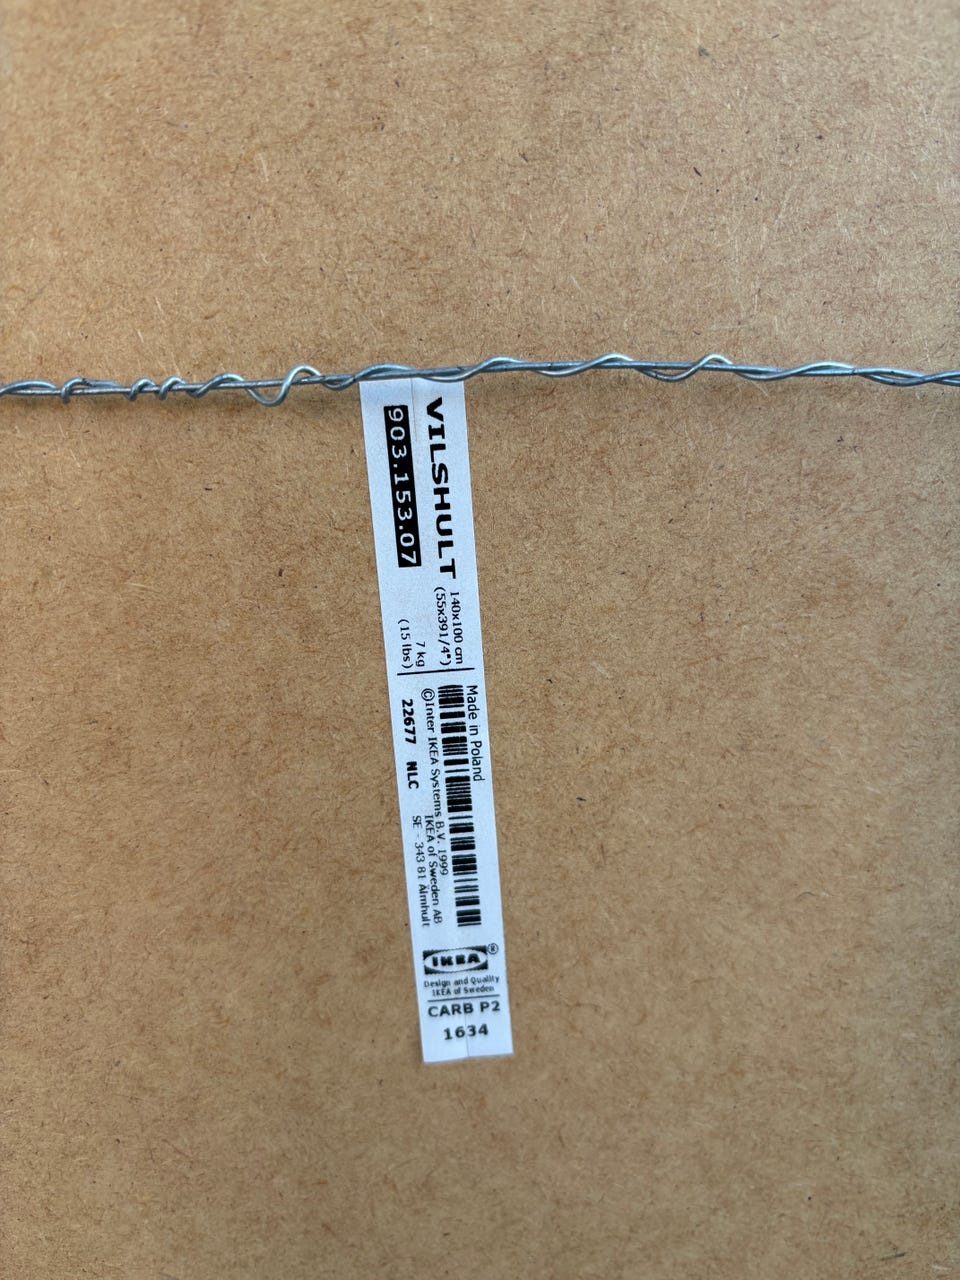 VILSHULT
903.153.07
140x100 cm
(55x39 1/4")
7 kg
(15 lbs)
Made in Poland
©Inter IKEA Systems B.V. 1999
IKEA of Sweden AB
SE - 343 81 Älmhult
22677 NLC
IKEA®
Design and Quality
IKEA of Sweden
CARB P2
1634